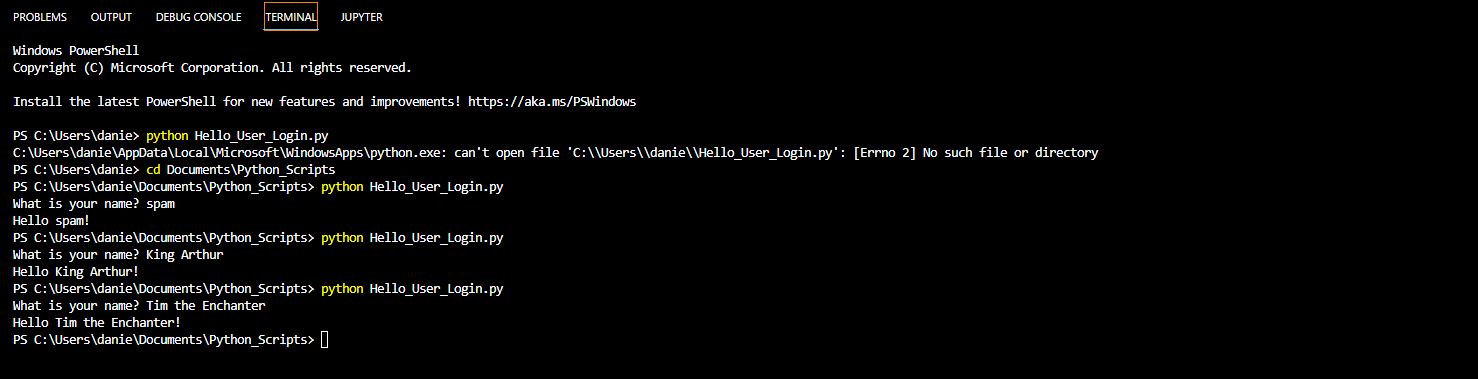 PROBLEMS OUTPUT DEBUG CONSOLE TERMINAL JUPYTER
Windows PowerShell
Copyright (C) Microsoft Corporation. All rights reserved.
Install the latest PowerShell for new features and improvements! https://aka.ms/PSWindows
PS C:\Users\danie> python Hello_User_Login.py
C:\Users\danie\AppData\Local\Microsoft\WindowsApps\python.exe: can't open file 'C:\\Users\\danie\\Hello_User_Login.py': [Errno 2] No such file or directory
PS C:\Users\danie> cd Documents\Python_Scripts
PS C:\Users\danie\Documents\Python_Scripts> python Hello_User_Login.py
What is your name? spam
Hello spam!
PS C:\Users\danie\Documents\Python_Scripts> python Hello_User_Login.py
What is your name? King Arthur
Hello King Arthur!
PS C:\Users\danie\Documents\Python_Scripts> python Hello_User_Login.py
What is your name? Tim the Enchanter
Hello Tim the Enchanter!
PS C:\Users\danie\Documents\Python_Scripts>